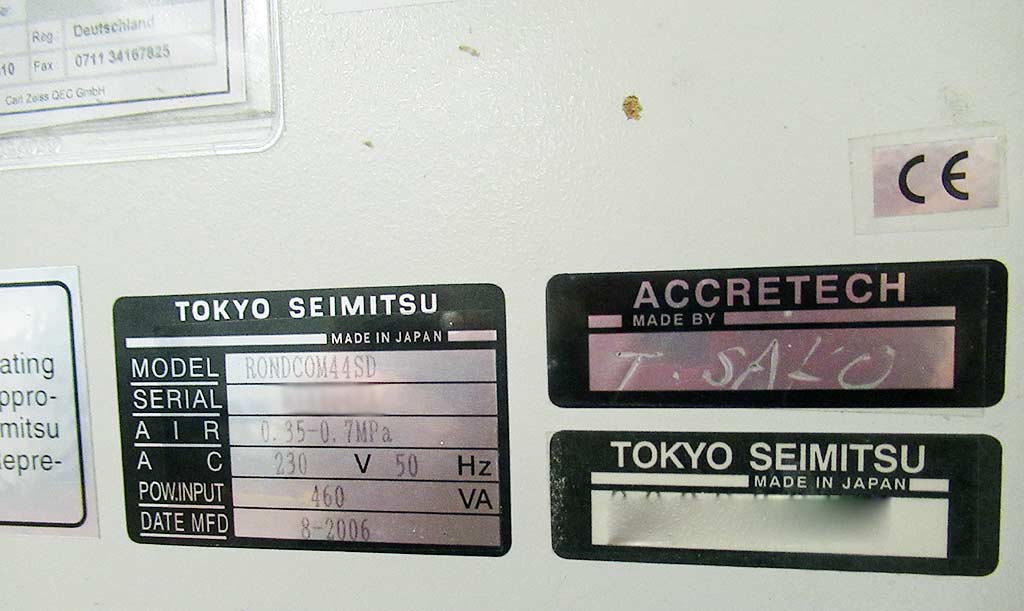 Reg. Deutschland
10 Fax 0711 34167825
Carl Zeiss QEC GmbH
CE
ating
ppro-
mitsu
epre-
TOKYO SEIMITSU
MADE IN JAPAN
MODEL RONDCOM44SD
SERIAL
AIR 0.35-0.7MPa
AC 230 V 50 Hz
POW.INPUT 460 VA
DATE MFD 8-2006
ACCRETECH
MADE BY
T. SAKO
TOKYO SEIMITSU
MADE IN JAPAN